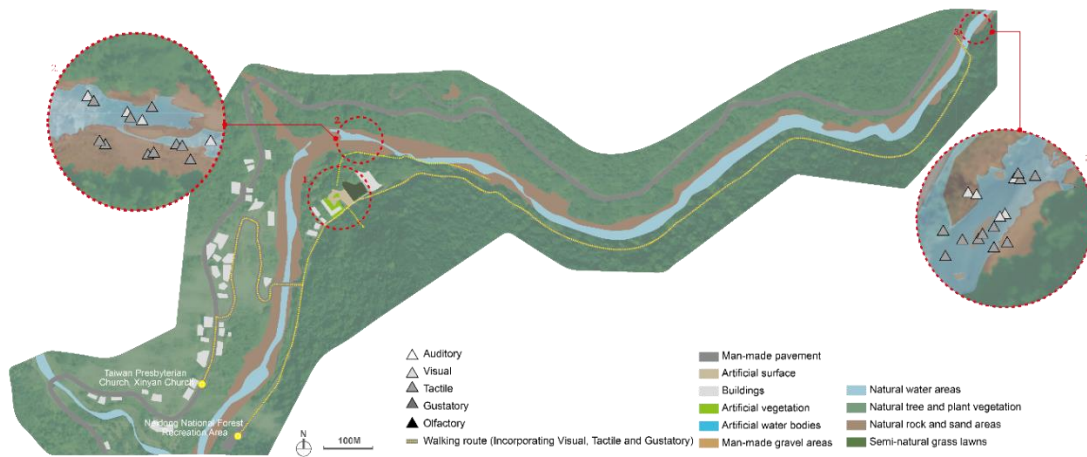 2
3
Taiwan Presbyterian
Church, Xinyan Church
Neidong National Forest
Recreation Area
N
100M
Auditory
Visual
Tactile
Gustatory
Olfactory
Walking route (Incorporating Visual, Tactile and Gustatory)
Man-made pavement
Artificial surface
Buildings
Artificial vegetation
Artificial water bodies
Man-made gravel areas
Natural water areas
Natural tree and plant vegetation
Natural rock and sand areas
Semi-natural grass lawns